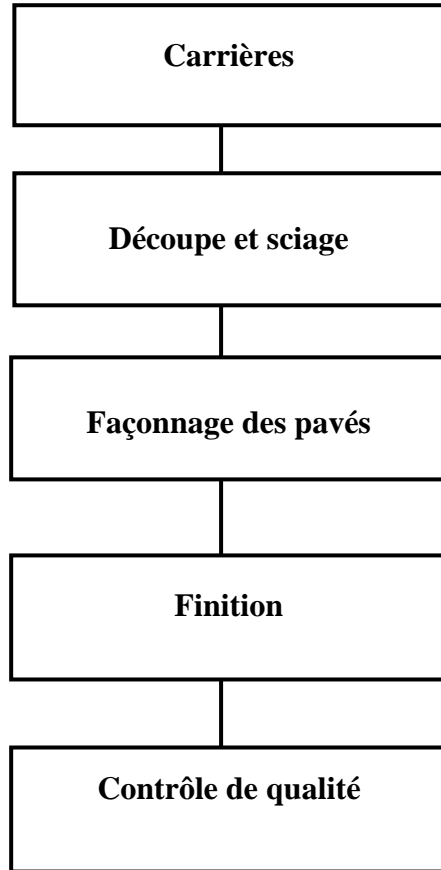 Carrières
Découpe et sciage
Façonnage des pavés
Finition
Contrôle de qualité